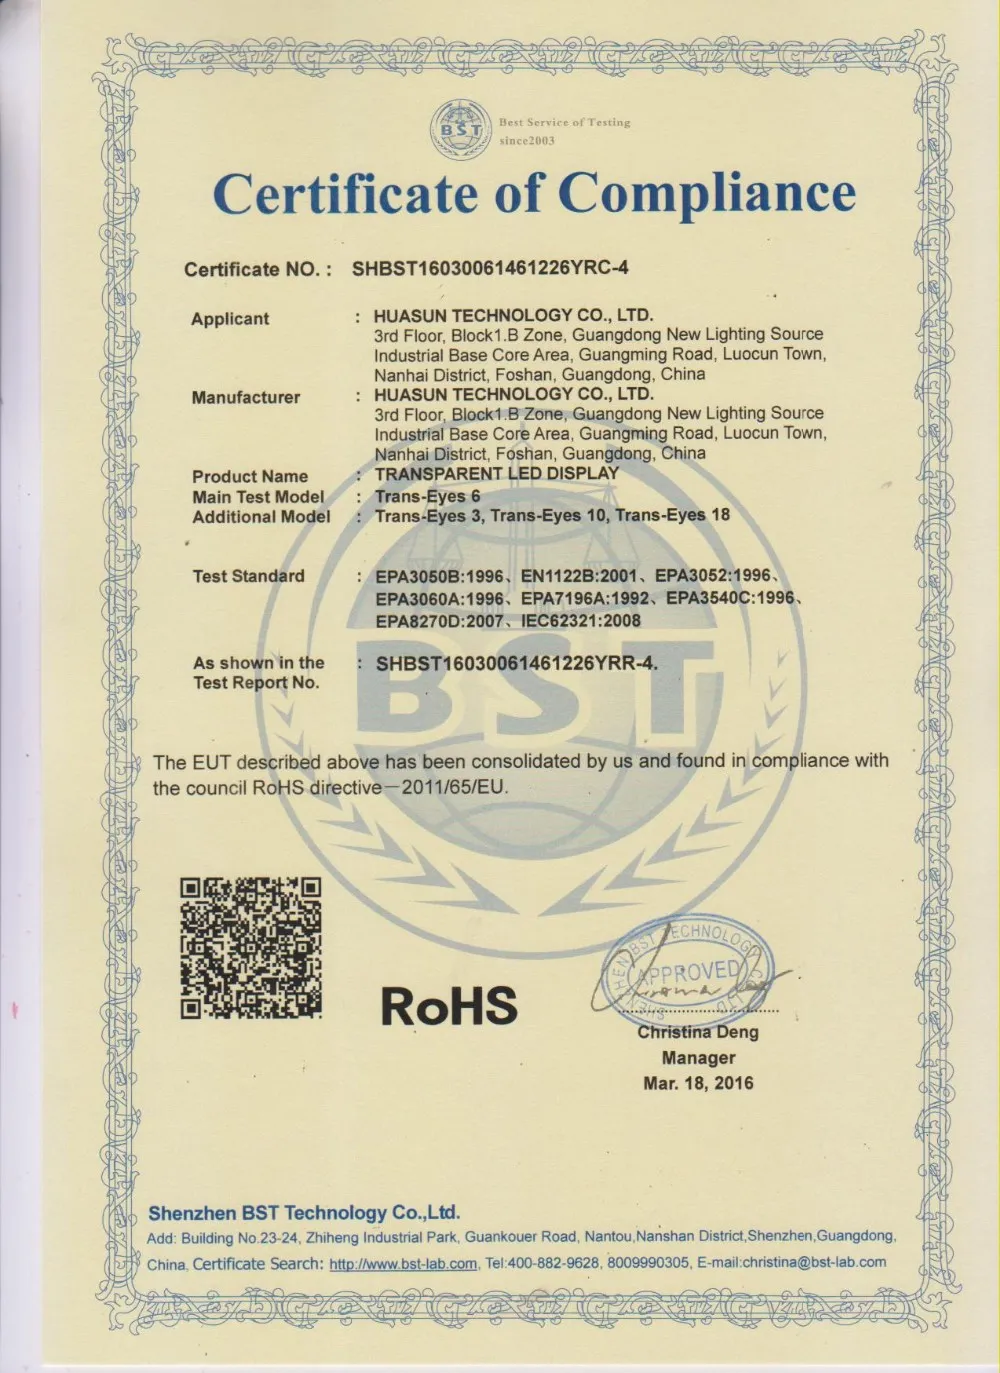 BST
Best Service of Testing
since2003
Certificate of Compliance
Certificate NO. : SHBST16030061461226YRC-4
Applicant : HUASUN TECHNOLOGY CO., LTD.
3rd Floor, Block1.B Zone, Guangdong New Lighting Source
Industrial Base Core Area, Guangming Road, Luocun Town,
Nanhai District, Foshan, Guangdong, China
Manufacturer : HUASUN TECHNOLOGY CO., LTD.
3rd Floor, Block1.B Zone, Guangdong New Lighting Source
Industrial Base Core Area, Guangming Road, Luocun Town,
Nanhai District, Foshan, Guangdong, China
Product Name : TRANSPARENT LED DISPLAY
Main Test Model : Trans-Eyes 6
Additional Model : Trans-Eyes 3, Trans-Eyes 10, Trans-Eyes 18
Test Standard : EPA3050B:1996、EN1122B:2001、EPA3052:1996、
EPA3060A:1996、EPA7196A:1992、EPA3540C:1996、
EPA8270D:2007、IEC62321:2008
As shown in the : SHBST16030061461226YRR-4.
Test Report No.
BST
The EUT described above has been consolidated by us and found in compliance with
the council RoHS directive－2011/65/EU.
RoHS
SHENZHEN BST TECHNOLOGY CO., LTD
APPROVED
Christina Deng
Manager
Mar. 18, 2016
Shenzhen BST Technology Co.,Ltd.
Add: Building No.23-24, Zhiheng Industrial Park, Guankouer Road, Nantou,Nanshan District,Shenzhen,Guangdong,
China, Certificate Search: http://www.bst-lab.com, Tel:400-882-9628, 8009990305, E-mail:christina@bst-lab.com